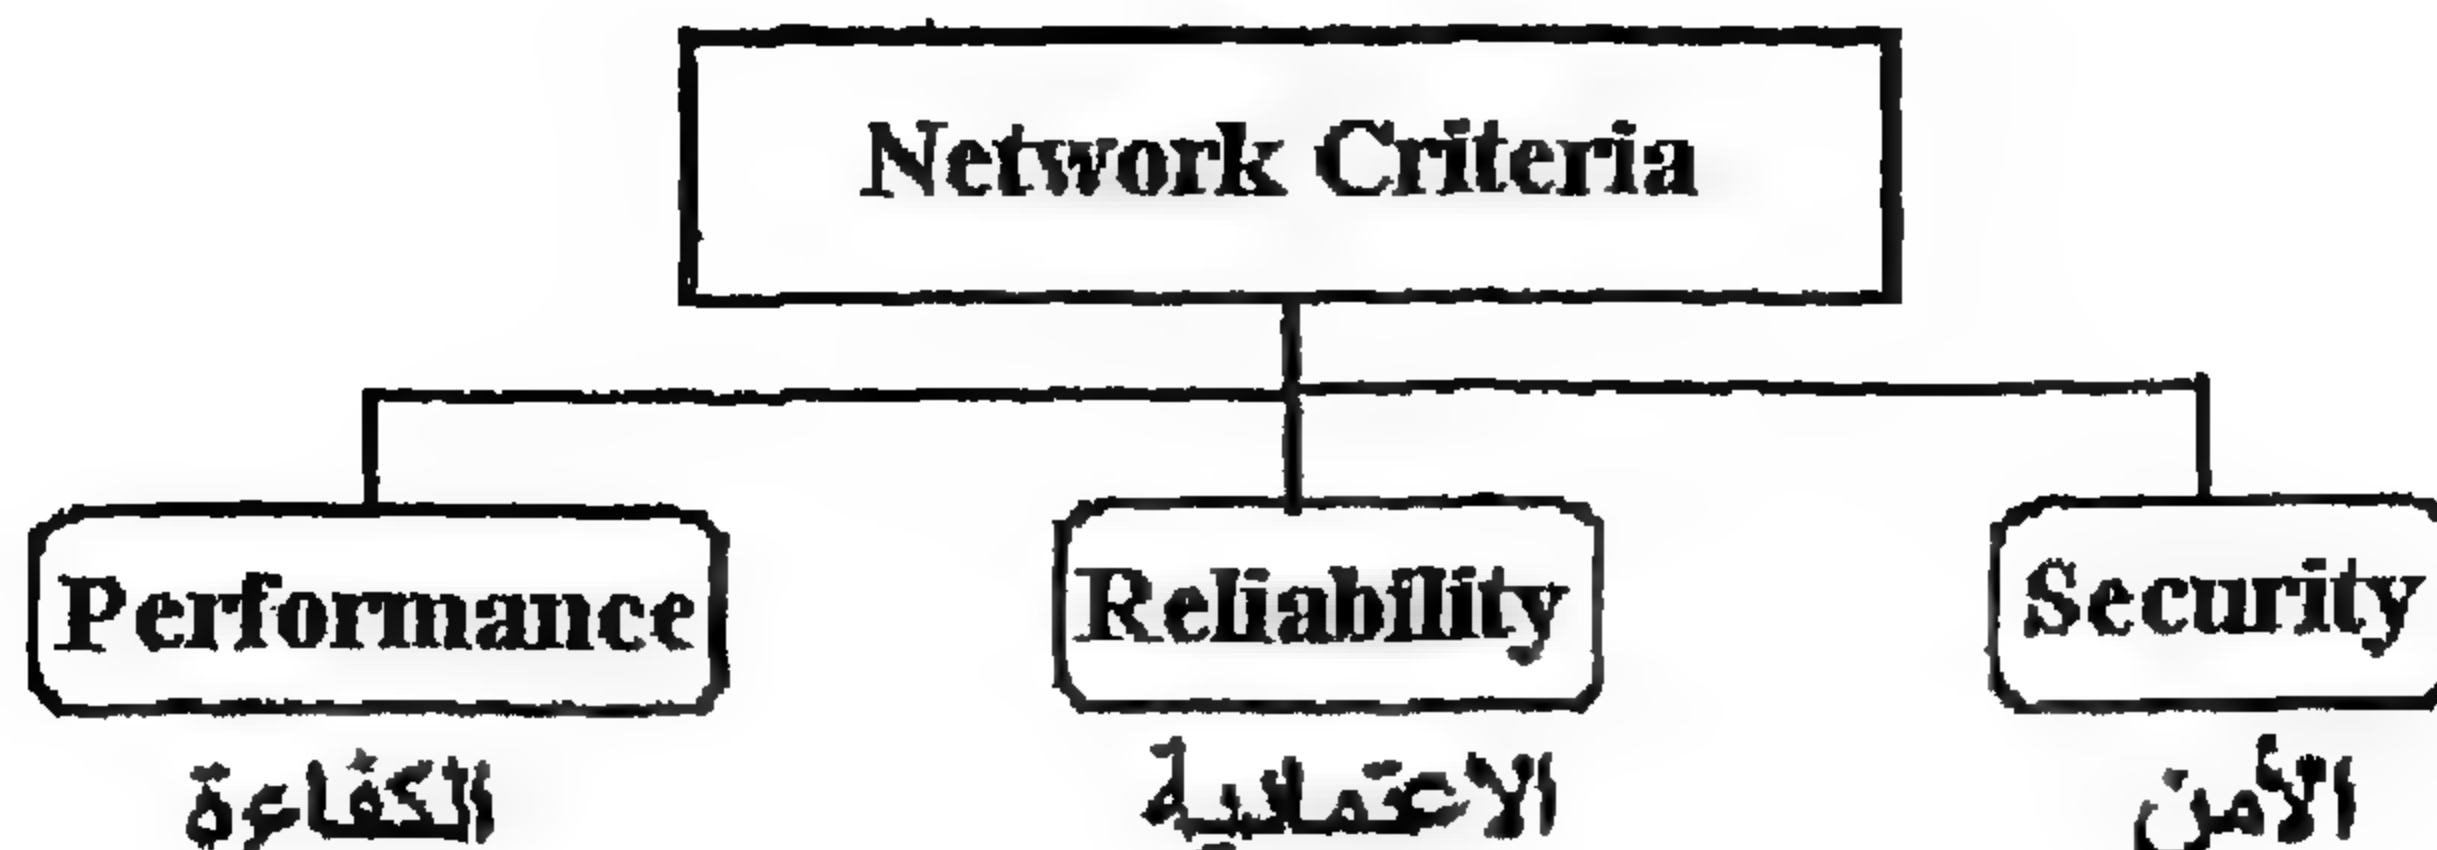 Network Criteria
Performance Reliability Security
الكفاءة الاعتمادية الأمن